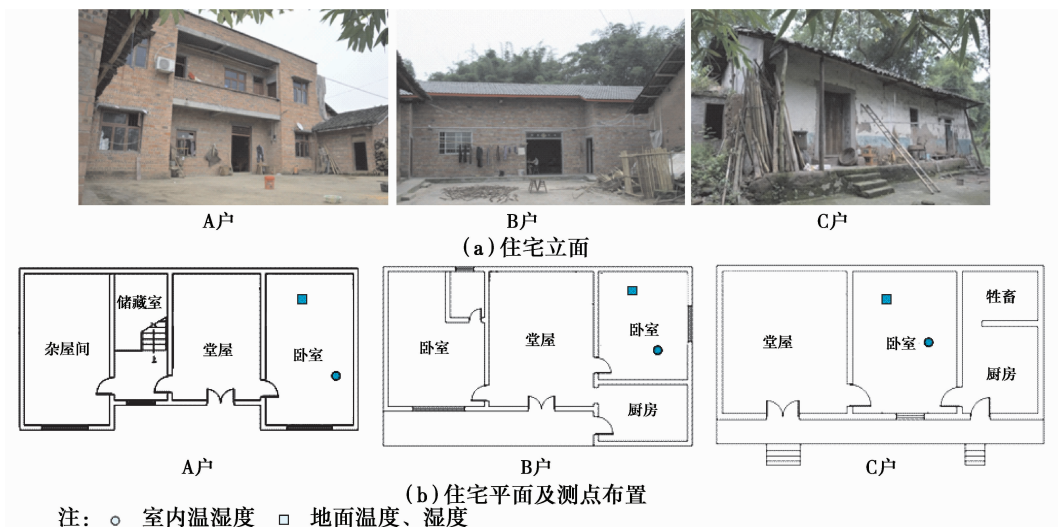 A户 B户 C户
(a)住宅立面
储藏室
杂屋间 堂屋 卧室
卧室 堂屋 卧室
厨房
牲畜
堂屋 卧室
厨房
A户 B户 C户
(b)住宅平面及测点布置
注: 室内温湿度 地面温度、湿度